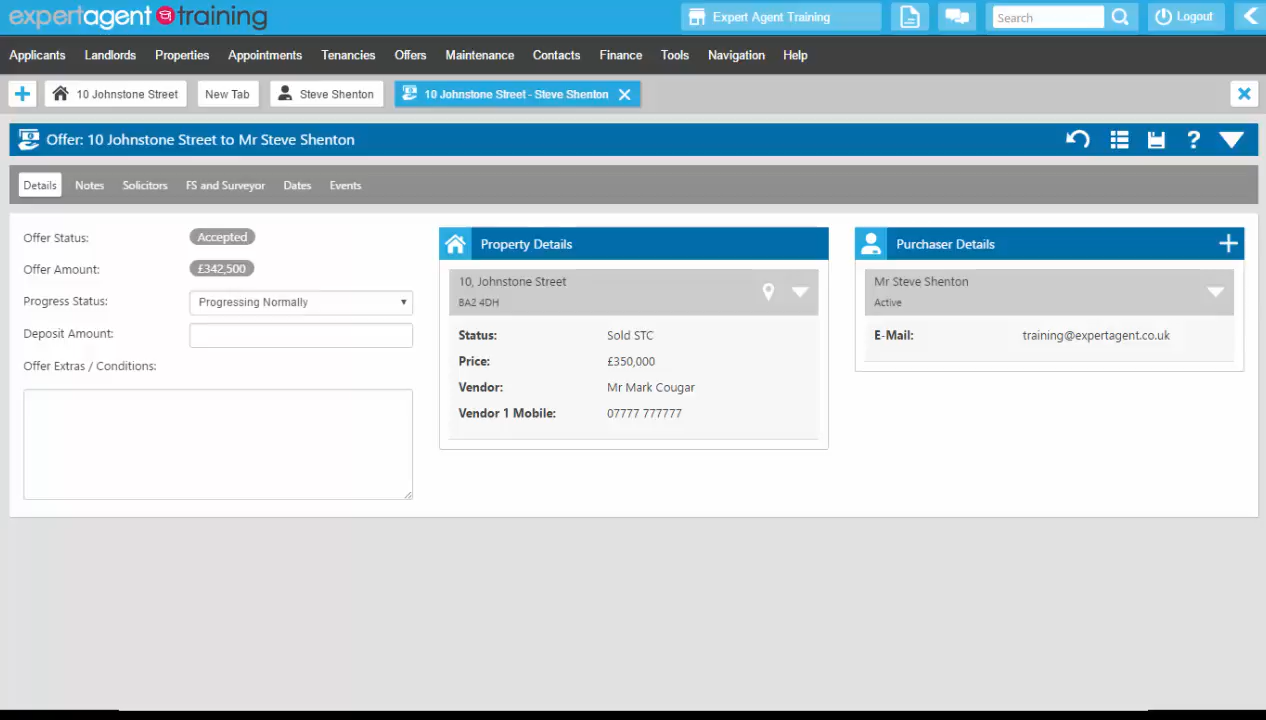 expertagent training
Expert Agent Training
Search
Logout
Applicants Landlords Properties Appointments Tenancies Offers Maintenance Contacts Finance Tools Navigation Help
10 Johnstone Street New Tab Steve Shenton 10 Johnstone Street - Steve Shenton
Offer: 10 Johnstone Street to Mr Steve Shenton
?
Details Notes Solicitors FS and Surveyor Dates Events
Offer Status: Accepted
Offer Amount: £342,500
Progress Status: Progressing Normally
Deposit Amount:
Offer Extras / Conditions:
Property Details
10, Johnstone Street
BA2 4DH
Status: Sold STC
Price: £350,000
Vendor: Mr Mark Cougar
Vendor 1 Mobile: 07777 777777
Purchaser Details
Mr Steve Shenton
Active
E-Mail: training@expertagent.co.uk